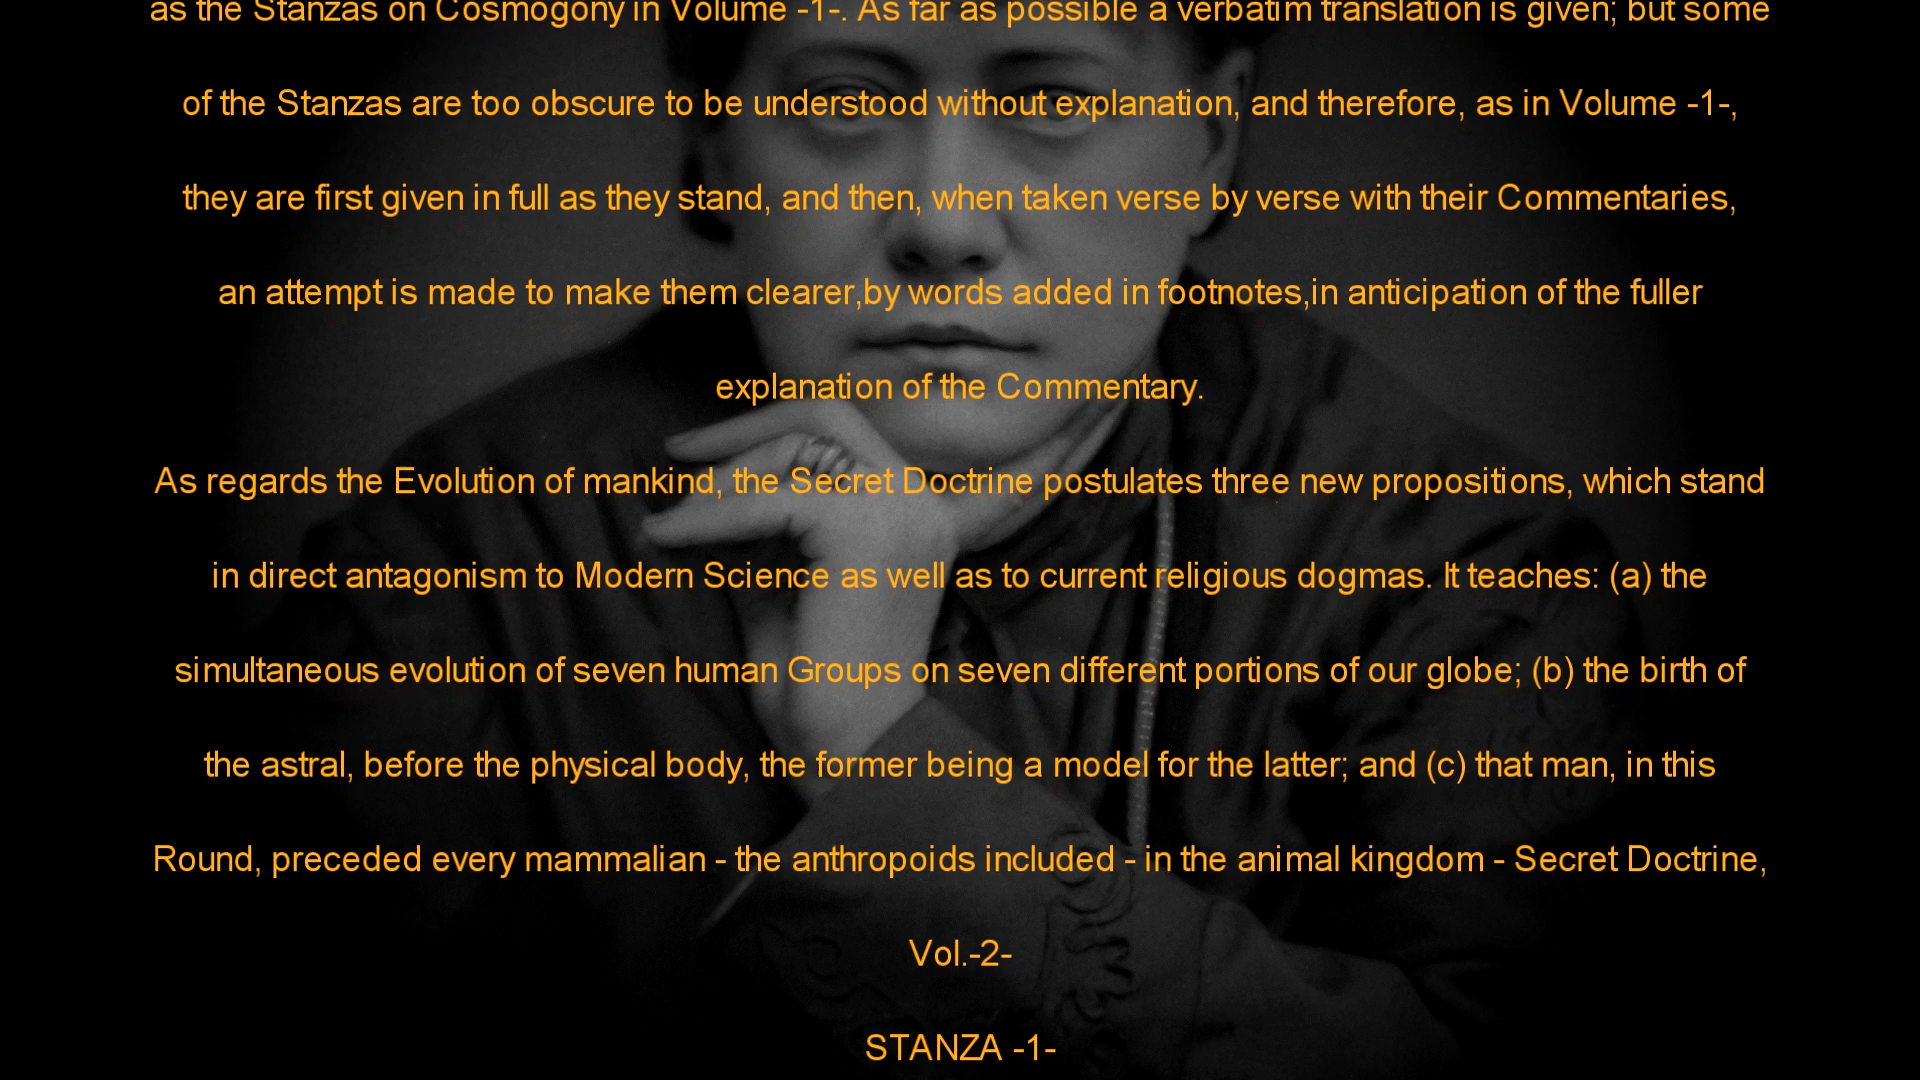 as the Stanzas on Cosmogony in Volume -1-. As far as possible a verbatim translation is given; but some
of the Stanzas are too obscure to be understood without explanation, and therefore, as in Volume -1-,
they are first given in full as they stand, and then, when taken verse by verse with their Commentaries,
an attempt is made to make them clearer,by words added in footnotes,in anticipation of the fuller
explanation of the Commentary.
As regards the Evolution of mankind, the Secret Doctrine postulates three new propositions, which stand
in direct antagonism to Modern Science as well as to current religious dogmas. It teaches: (a) the
simultaneous evolution of seven human Groups on seven different portions of our globe; (b) the birth of
the astral, before the physical body, the former being a model for the latter; and (c) that man, in this
Round, preceded every mammalian - the anthropoids included - in the animal kingdom - Secret Doctrine,
Vol.-2-
STANZA -1-